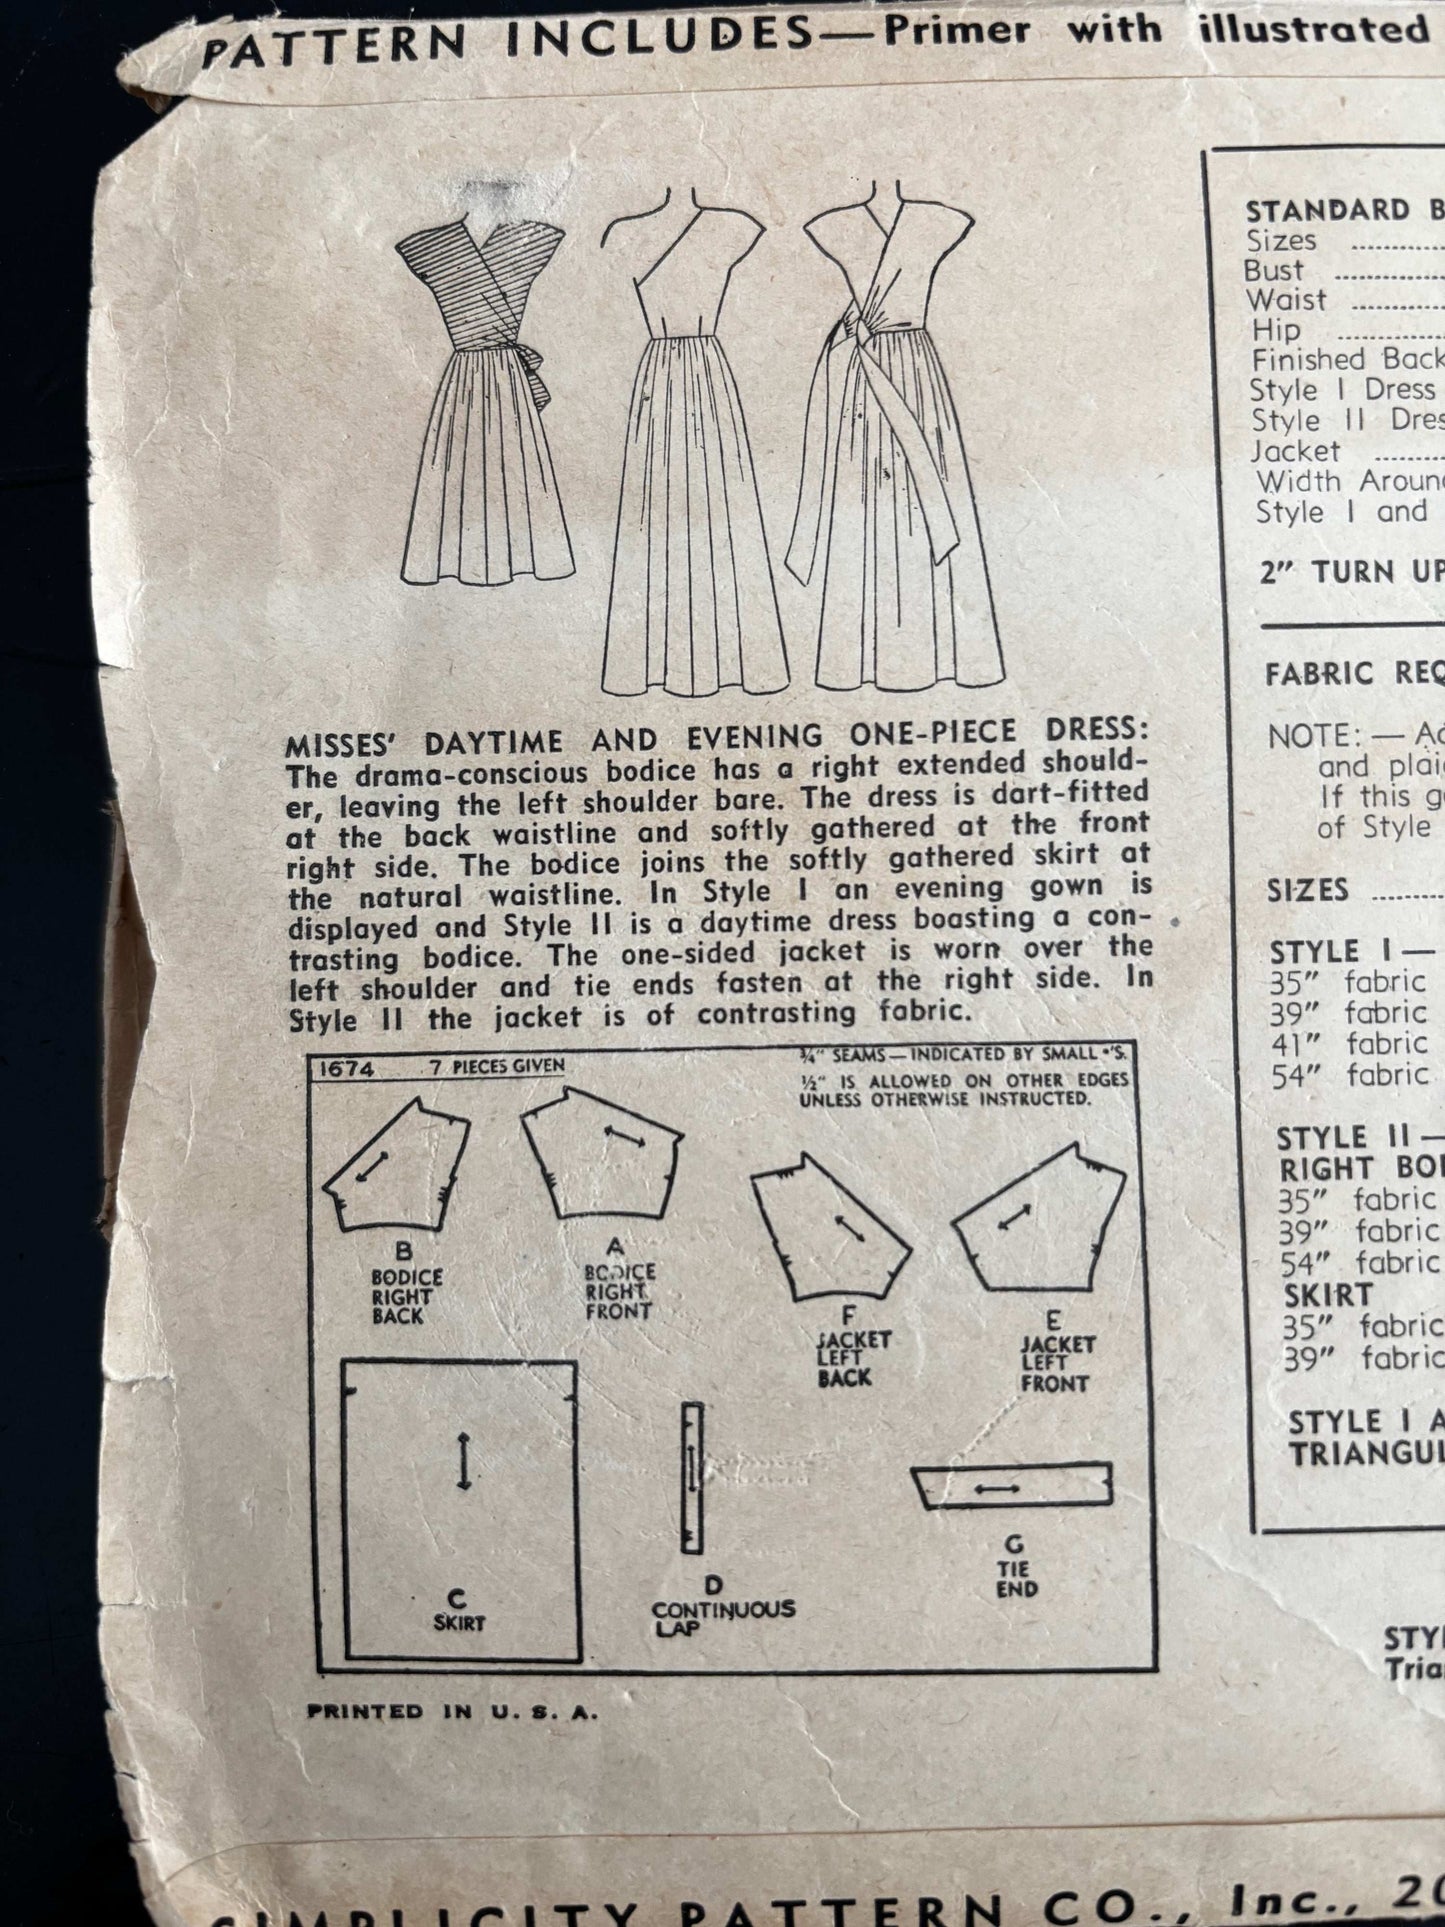 PATTERN INCLUDES—Primer with illustrated
MISSES' DAYTIME AND EVENING ONE-PIECE DRESS:
The drama-conscious bodice has a right extended should-
er, leaving the left shoulder bare. The dress is dart-fitted
at the back waistline and softly gathered at the front
right side. The bodice joins the softly gathered skirt at
the natural waistline. In Style I an evening gown is
displayed and Style II is a daytime dress boasting a con-
trasting bodice. The one-sided jacket is worn over the
left shoulder and tie ends fasten at the right side. In
Style II the jacket is of contrasting fabric.
1674 7 PIECES GIVEN
¾" SEAMS—INDICATED BY SMALL •'S.
½" IS ALLOWED ON OTHER EDGES
UNLESS OTHERWISE INSTRUCTED.
B
BODICE
RIGHT
BACK
A
BODICE
RIGHT
FRONT
F
JACKET
LEFT
BACK
E
JACKET
LEFT
FRONT
C
SKIRT
D
CONTINUOUS
LAP
G
TIE
END
PRINTED IN U. S. A.
STANDARD B
Sizes
Bust
Waist
Hip
Finished Back
Style I Dress
Style II Dres
Jacket
Width Aroun
Style I and
2" TURN UP
FABRIC REQ
NOTE: — Ad
and plai
If this g
of Style
SIZES
STYLE I —
35" fabric
39" fabric
41" fabric
54" fabric
STYLE II —
RIGHT BO
35" fabric
39" fabric
54" fabric
SKIRT
35" fabric
39" fabric
STYLE I A
TRIANGUL
STY
Tria
SIMPLICITY PATTERN CO., Inc., 20